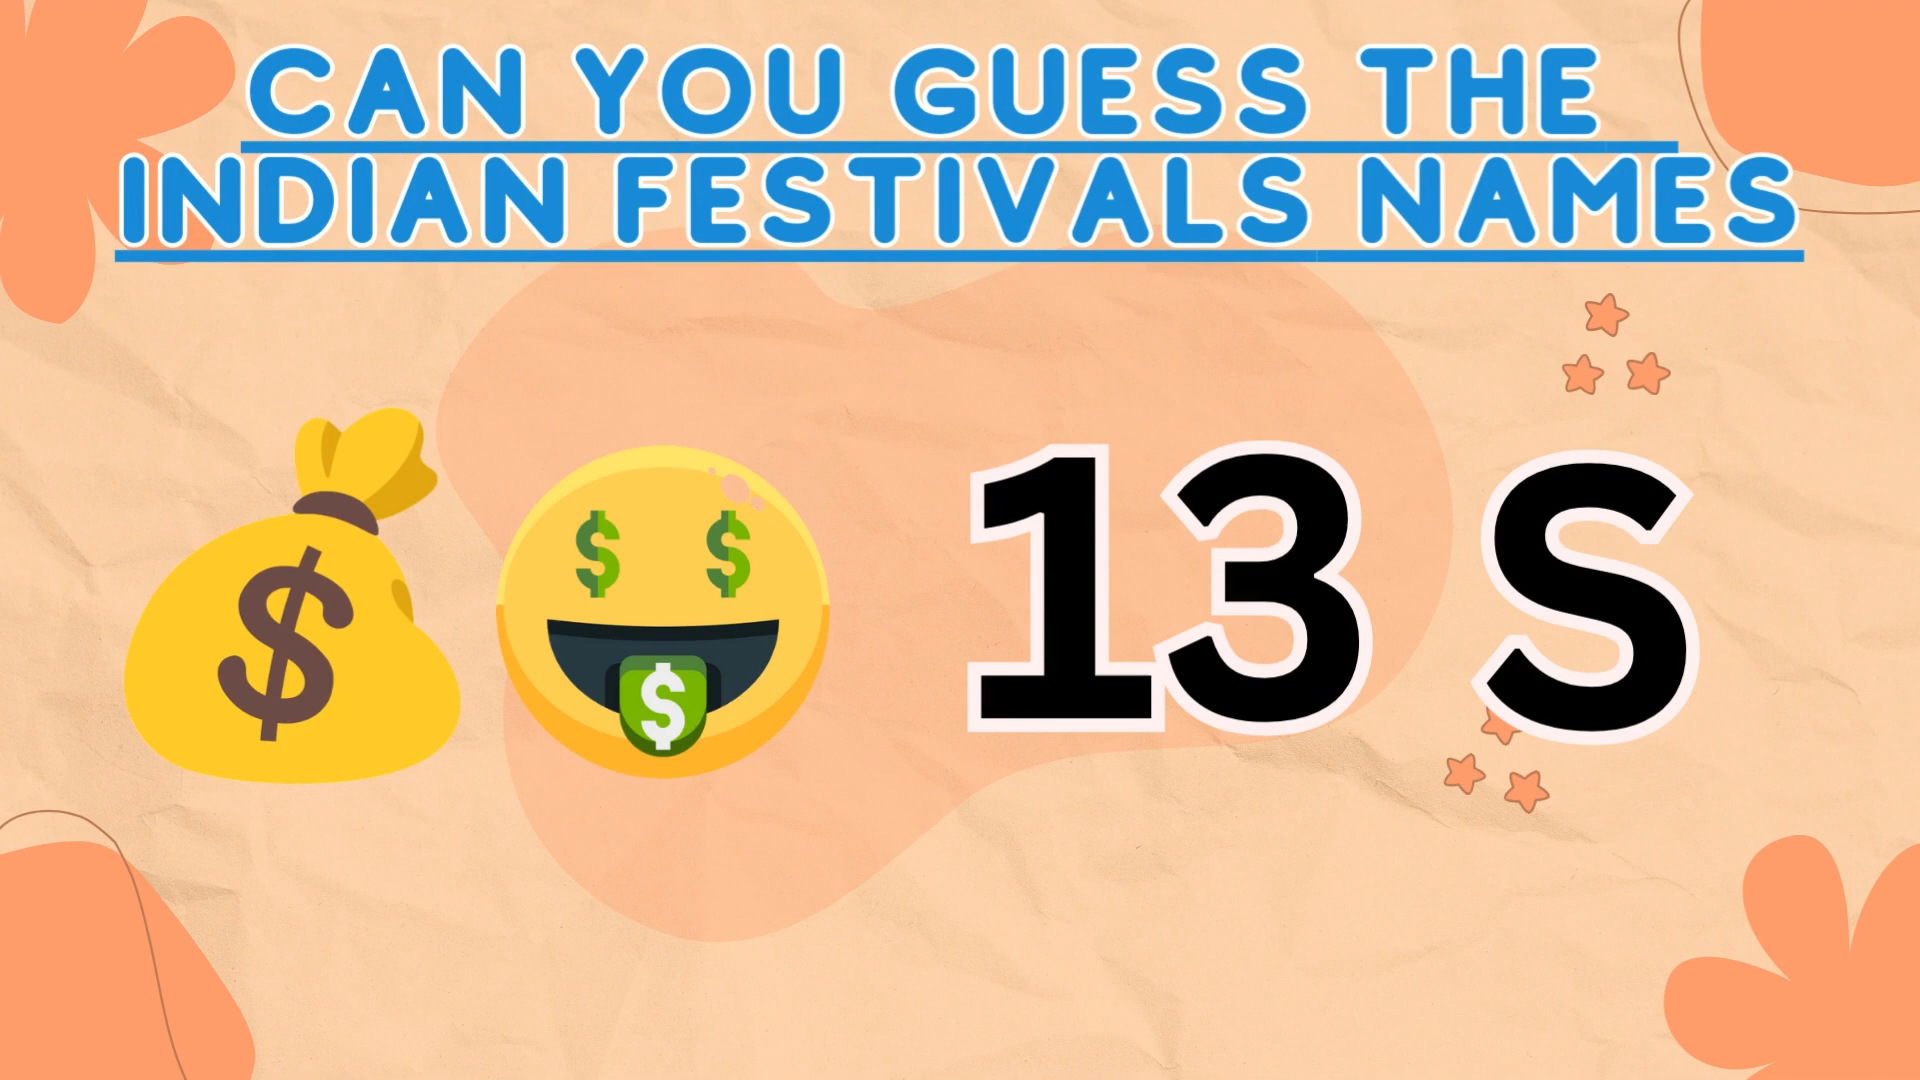 CAN YOU GUESS THE
INDIAN FESTIVALS NAMES
$
$ $
$
13 S